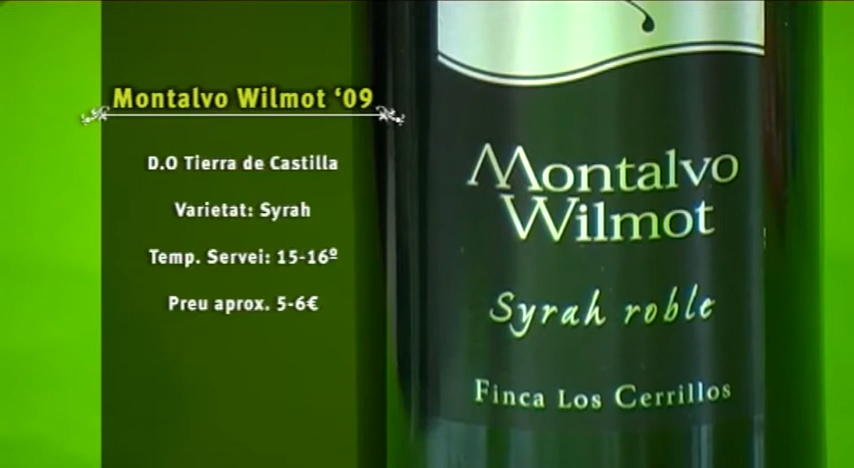 Montalvo Wilmot ‘09
D.O Tierra de Castilla
Varietat: Syrah
Temp. Servei: 15-16º
Preu aprox. 5-6€
Montalvo
Wilmot
Syrah roble
Finca Los Cerrillos